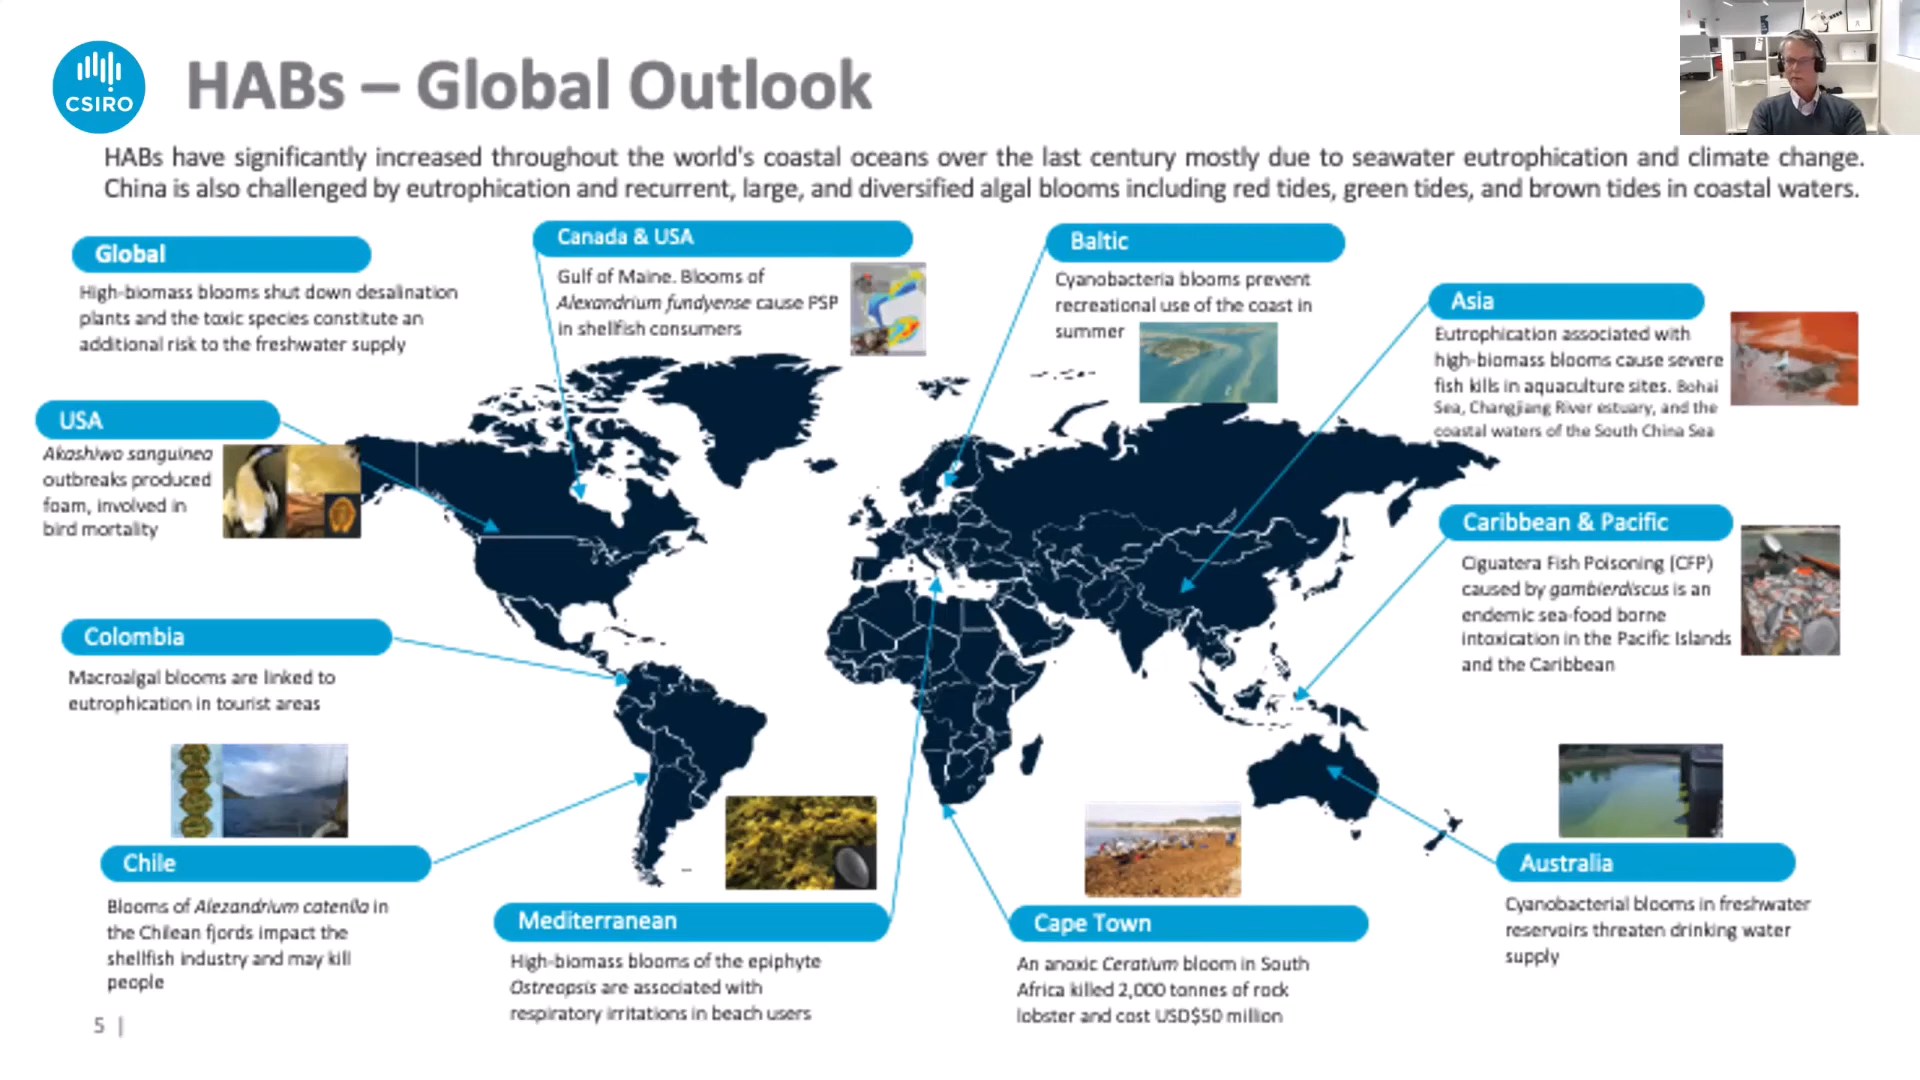 CSIRO
HABs – Global Outlook
HABs have significantly increased throughout the world's coastal oceans over the last century mostly due to seawater eutrophication and climate change.
China is also challenged by eutrophication and recurrent, large, and diversified algal blooms including red tides, green tides, and brown tides in coastal waters.
Global
High-biomass blooms shut down desalination
plants and the toxic species constitute an
additional risk to the freshwater supply
Canada & USA
Gulf of Maine. Blooms of
Alexandrium fundyense cause PSP
in shellfish consumers
Baltic
Cyanobacteria blooms prevent
recreational use of the coast in
summer
Asia
Eutrophication associated with
high-biomass blooms cause severe
fish kills in aquaculture sites. Bohai
Sea, Changjiang River estuary, and the
coastal waters of the South China Sea
USA
Akashiwo sanguinea
outbreaks produced
foam, involved in
bird mortality
Caribbean & Pacific
Ciguatera Fish Poisoning (CFP)
caused by gambierdiscus is an
endemic sea-food borne
intoxication in the Pacific Islands
and the Caribbean
Colombia
Macroalgal blooms are linked to
eutrophication in tourist areas
Chile
Blooms of Alezandrium catenlla in
the Chilean fjords impact the
shellfish industry and may kill
people
Mediterranean
High-biomass blooms of the epiphyte
Ostreopsis are associated with
respiratory irritations in beach users
Cape Town
An anoxic Ceratium bloom in South
Africa killed 2,000 tonnes of rock
lobster and cost USD$50 million
Australia
Cyanobacterial blooms in freshwater
reservoirs threaten drinking water
supply
5 |